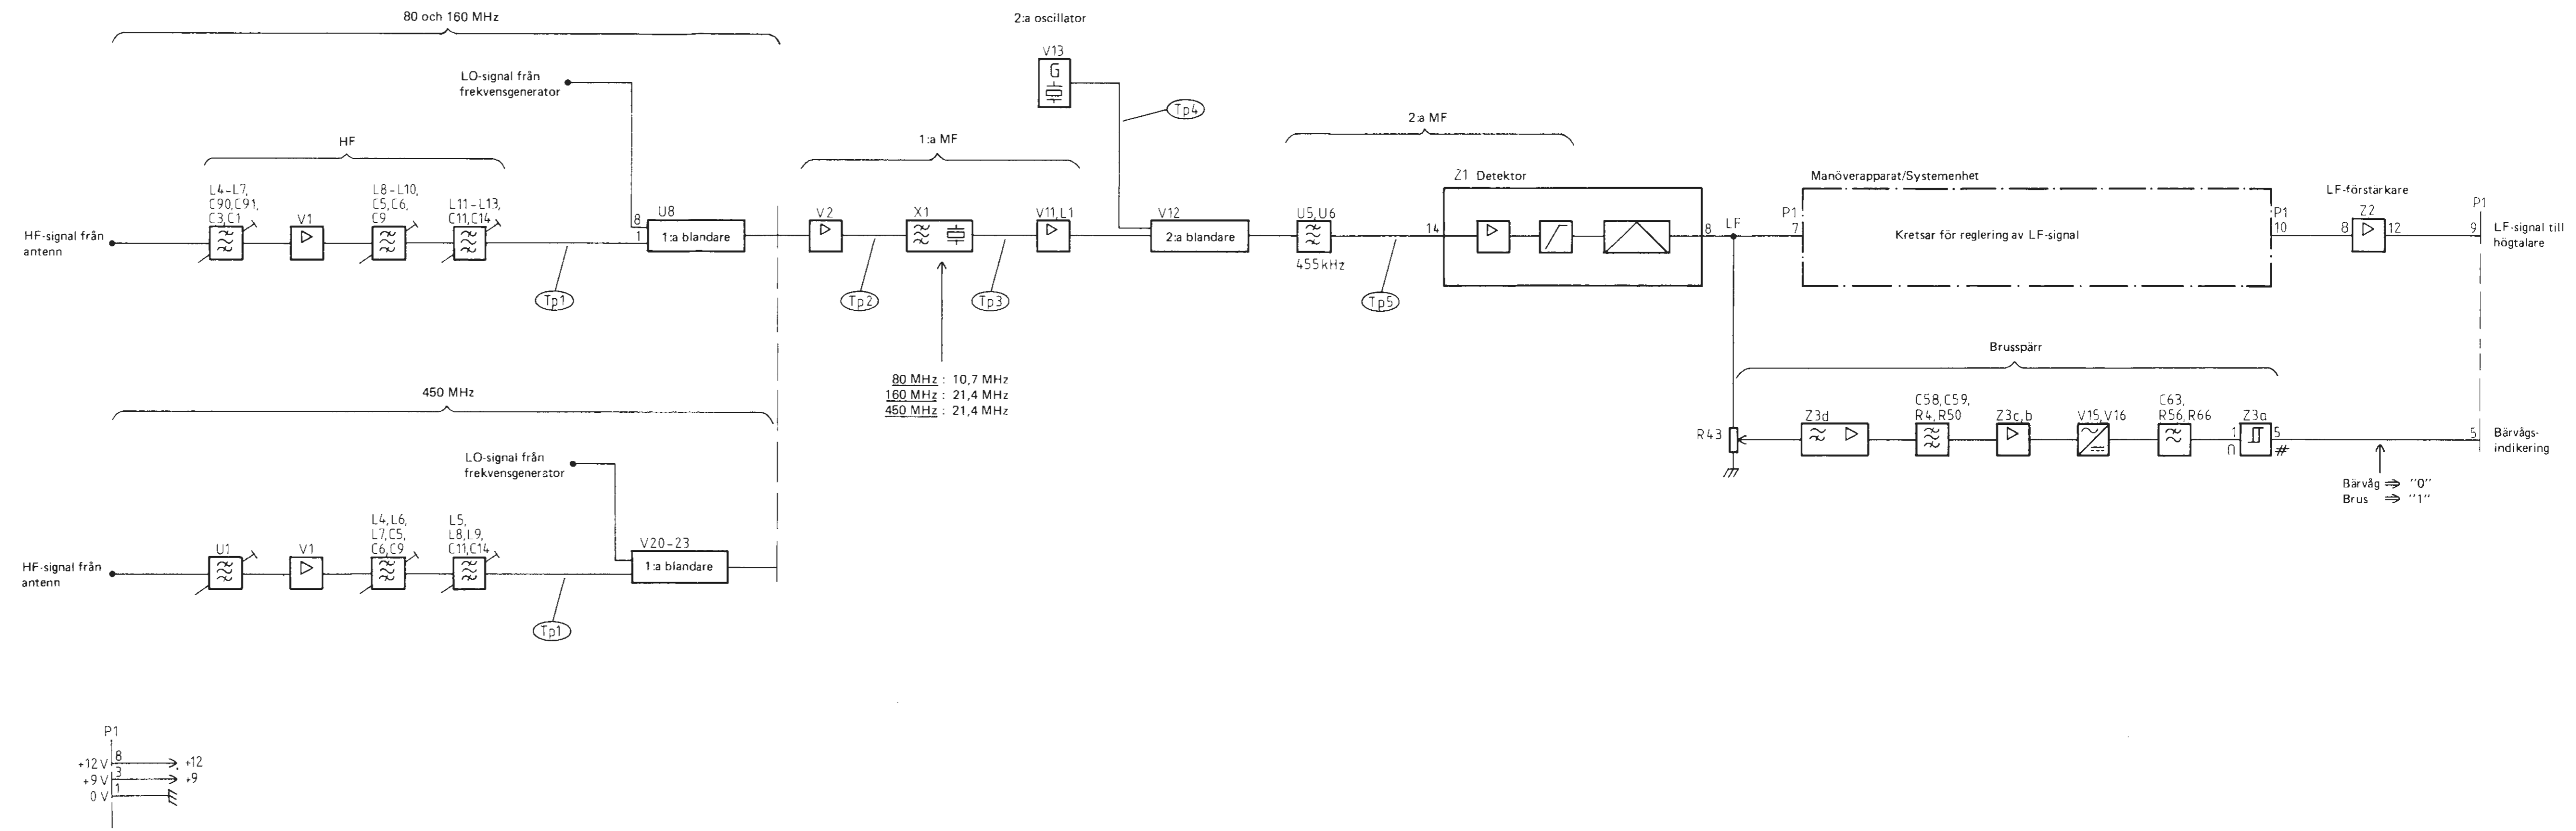 80 och 160 MHz
2:a oscillator
V13
G
LO-signal från
frekvensgenerator
Tp4
2:a MF
1:a MF
HF
L4-L7,
C90,C91,
C3,C1
V1
L8-L10,
C5,C6,
C9
L11-L13,
C11,C14
U8
8
1
1:a blandare
V2
X1
V11,L1
V12
2:a blandare
U5,U6
455kHz
Z1 Detektor
14
8
LF
Manöverapparat/Systemenhet
P1
7
Kretsar för reglering av LF-signal
P1
10
LF-förstärkare
Z2
8
12
P1
9
LF-signal till
högtalare
HF-signal från
antenn
Tp1
Tp2
Tp3
Tp5
80 MHz : 10,7 MHz
160 MHz : 21,4 MHz
450 MHz : 21,4 MHz
Brusspärr
R43
Z3d
C58,C59,
R4,R50
Z3c,b
V15,V16
C63,
R56,R66
Z3a
1
5
#
5
Bärvågs-
indikering
Bärvåg ⇒ "0"
Brus ⇒ "1"
450 MHz
LO-signal från
frekvensgenerator
HF-signal från
antenn
U1
V1
L4,L6,
L7,C5,
C6,C9
L5,
L8,L9,
C11,C14
V20-23
1:a blandare
Tp1
P1
+12 V 8 +12
+9 V 3 +9
0 V 1